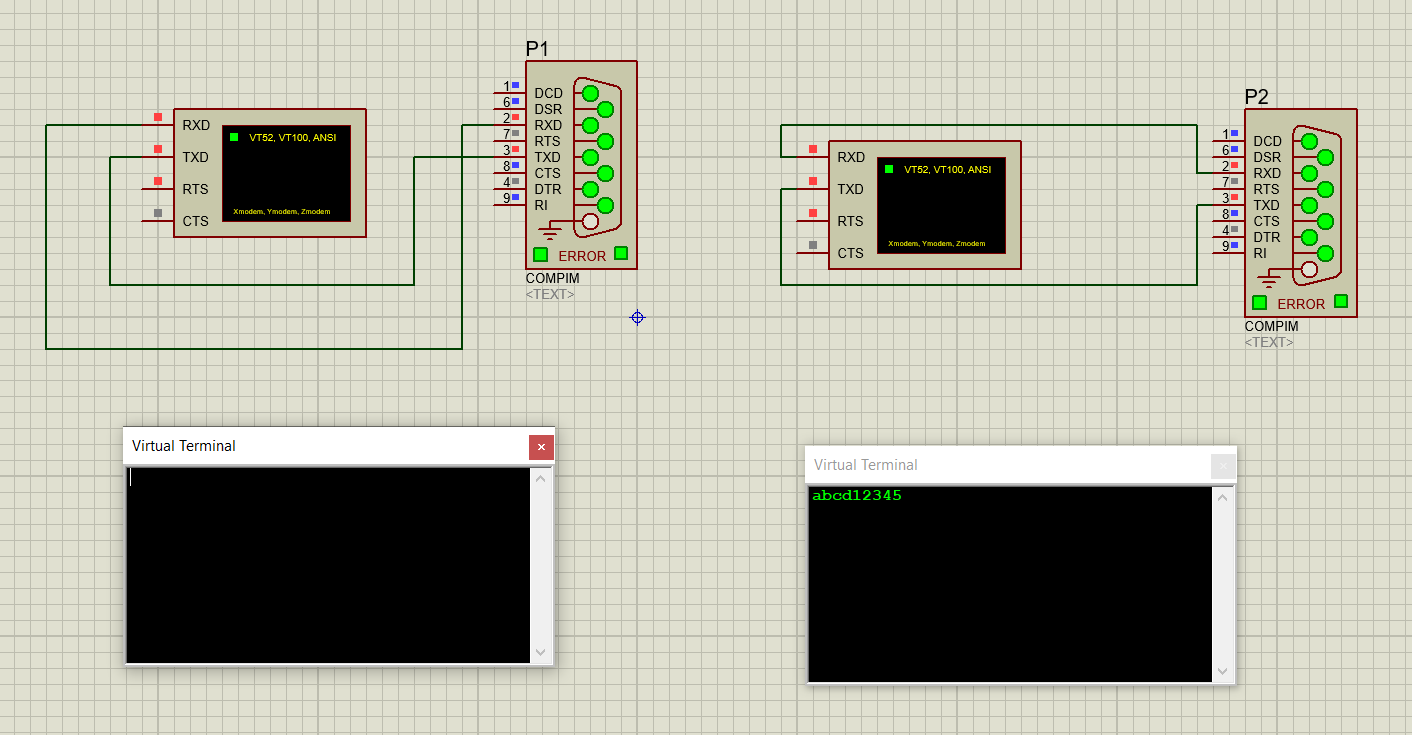 P1
1 DCD
6 DSR
2 RXD
7 RTS
3 TXD
8 CTS
4 DTR
9 RI
ERROR
COMPIM
<TEXT>
RXD
TXD
RTS
CTS
VT52, VT100, ANSI
Xmodem, Ymodem, Zmodem
P2
1 DCD
6 DSR
2 RXD
7 RTS
3 TXD
8 CTS
4 DTR
9 RI
ERROR
COMPIM
<TEXT>
RXD
TXD
RTS
CTS
VT52, VT100, ANSI
Xmodem, Ymodem, Zmodem
Virtual Terminal
Virtual Terminal
abcd12345